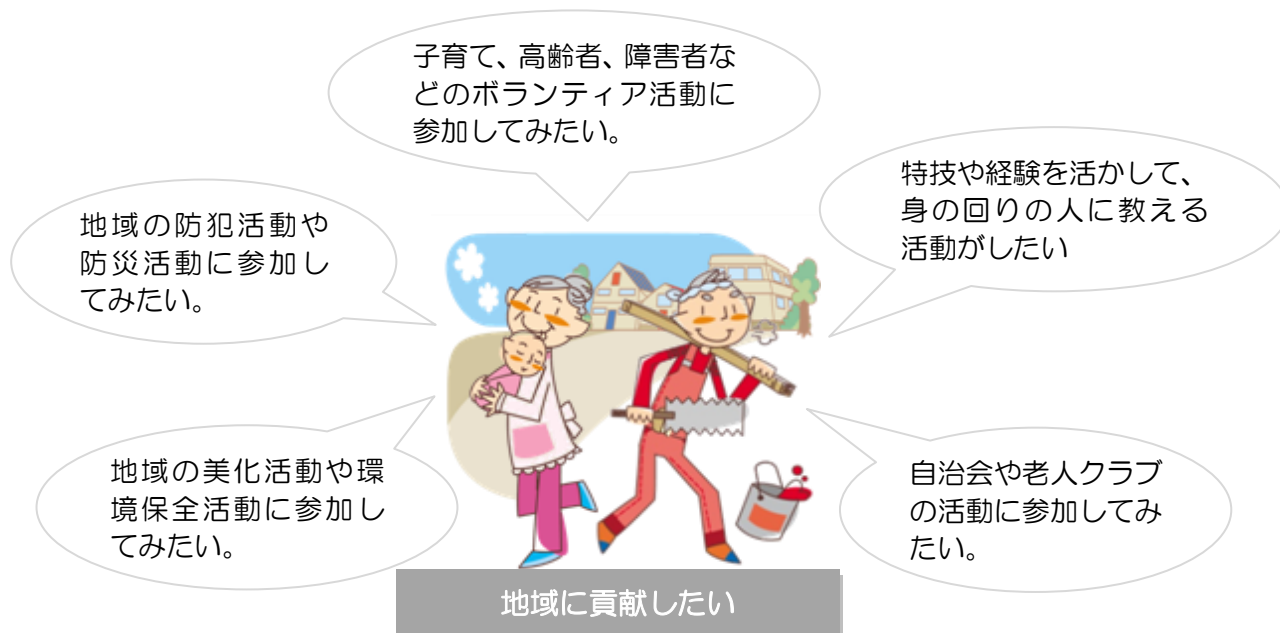 子育て、高齢者、障害者な
どのボランティア活動に
参加してみたい。
特技や経験を活かして、
身の回りの人に教える
活動がしたい
地域の防犯活動や
防災活動に参加し
てみたい。
地域の美化活動や環
境保全活動に参加し
てみたい。
自治会や老人クラブ
の活動に参加してみ
たい。
地域に貢献したい